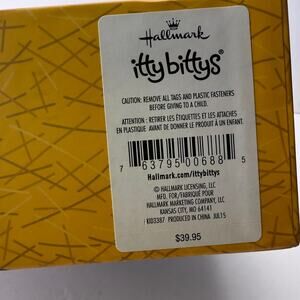 Hallmark
ittybittys®
CAUTION: REMOVE ALL TAGS AND PLASTIC FASTENERS
BEFORE GIVING TO A CHILD.
ATTENTION : RETIRER LES ÉTIQUETTES ET LES ATTACHES
EN PLASTIQUE AVANT DE DONNER LE PRODUIT À UN ENFANT.
7 63795 00688 5
Hallmark.com/ittybittys
© HALLMARK LICENSING, LLC
MFD. FOR/FABRIQUÉ POUR
HALLMARK MARKETING COMPANY, LLC
KANSAS CITY, MO 64141
KID3387 PRODUCED IN CHINA JUL15
$39.95